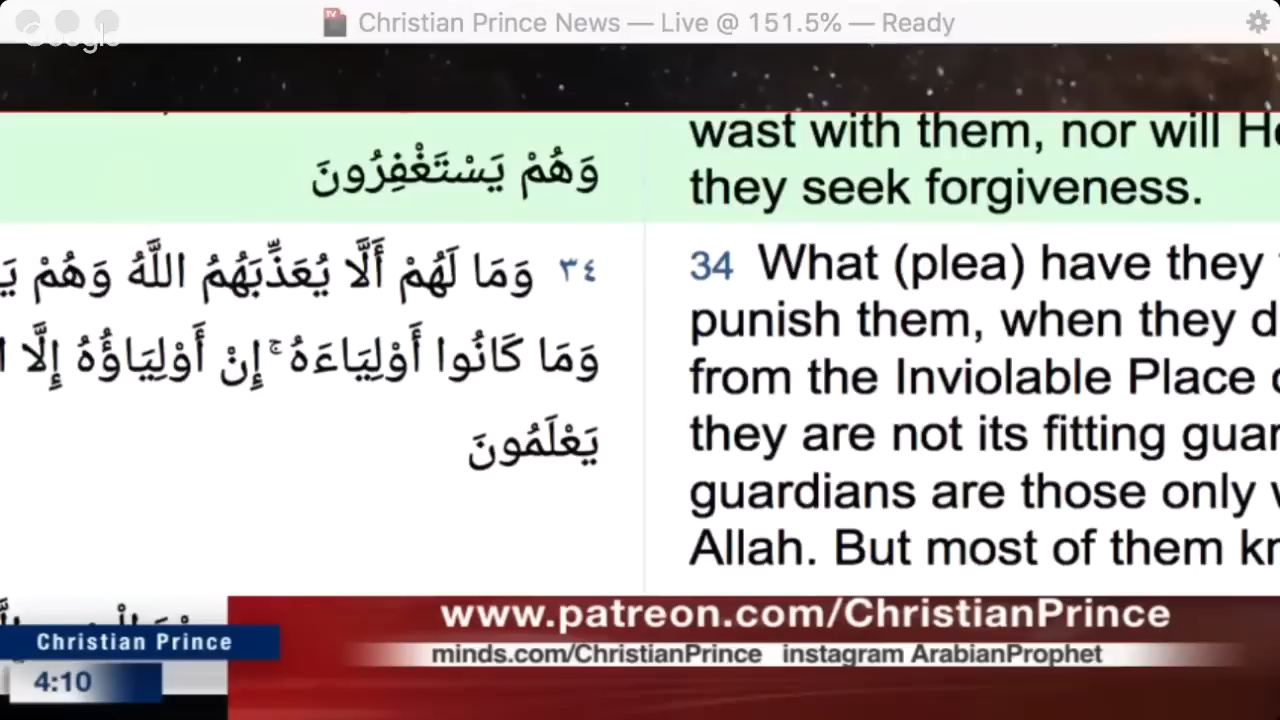 Christian Prince News — Live @ 151.5% — Ready
Google
wast with them, nor will
وَهُمْ يَسْتَغْفِرُونَ
they seek forgiveness.
٣٤ وَمَا لَهُمْ أَلَّا يُعَذِّبَهُمُ اللَّهُ وَهُمْ
وَمَا كَانُوا أَوْلِيَاءَهُ ۚ إِنْ أَوْلِيَاؤُهُ إِلَّا
يَعْلَمُونَ
34 What (plea) have they
punish them, when they
from the Inviolable Place
they are not its fitting
guardians are those only
Allah. But most of them
www.patreon.com/ChristianPrince
Christian Prince
minds.com/ChristianPrince instagram ArabianProphet
4:10